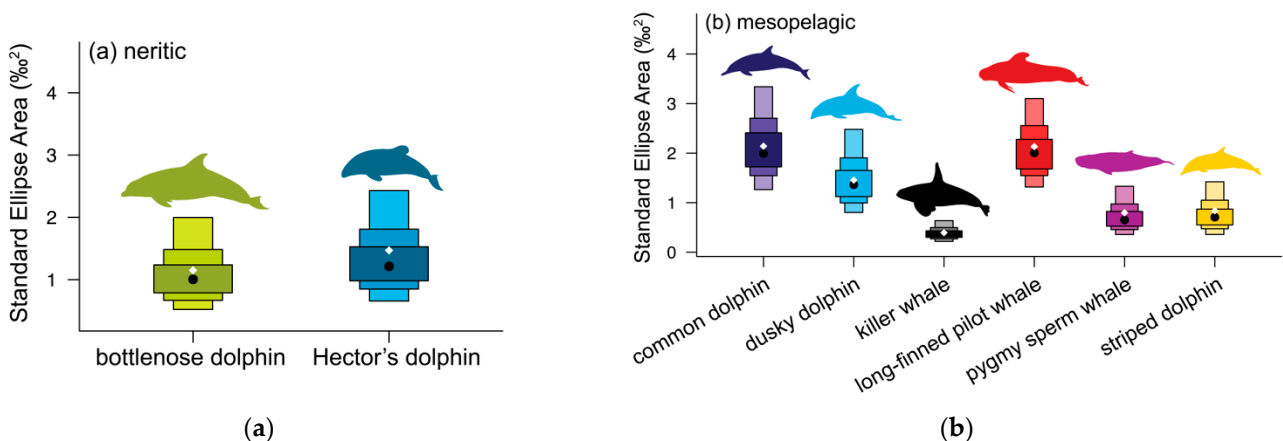 (a) neritic
Standard Ellipse Area (‰²)
4
3
2
1
bottlenose dolphin
Hector's dolphin
(a)
(b) mesopelagic
Standard Ellipse Area (‰²)
4
3
2
1
0
common dolphin
dusky dolphin
killer whale
long-finned pilot whale
pygmy sperm whale
striped dolphin
(b)